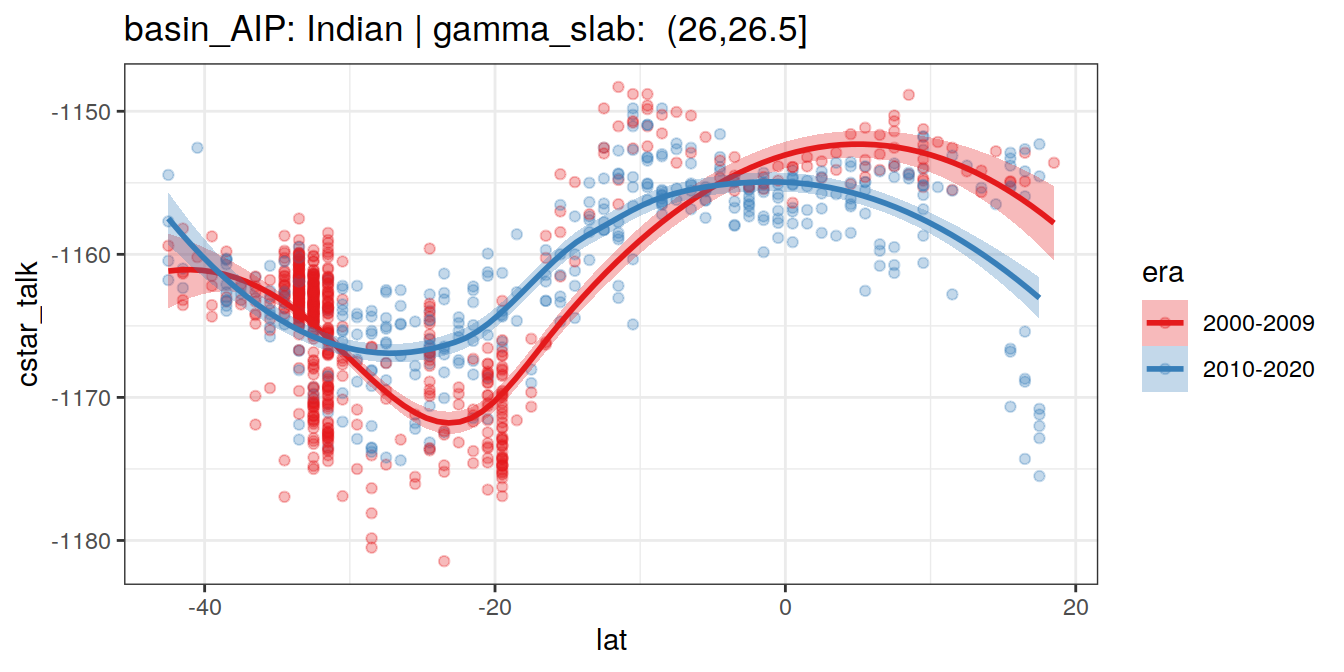 basin_AIP: Indian | gamma_slab:  (26,26.5]
cstar_talk
-1150
-1160
-1170
-1180
-40
-20
0
20
lat
era
2000-2009
2010-2020